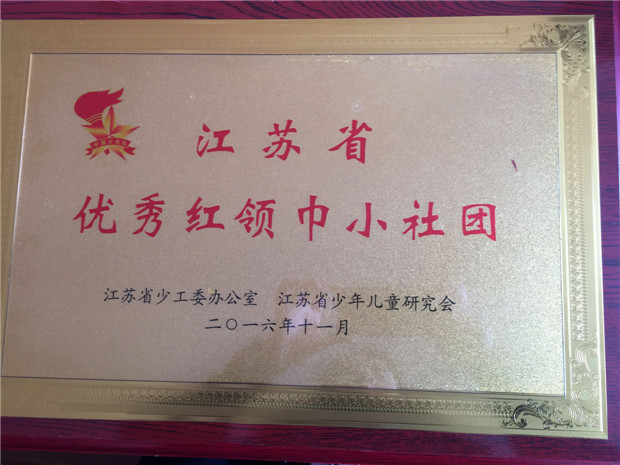 江苏省
优秀红领巾小社团
江苏省少工委办公室 江苏省少年儿童研究会
二〇一六年十一月